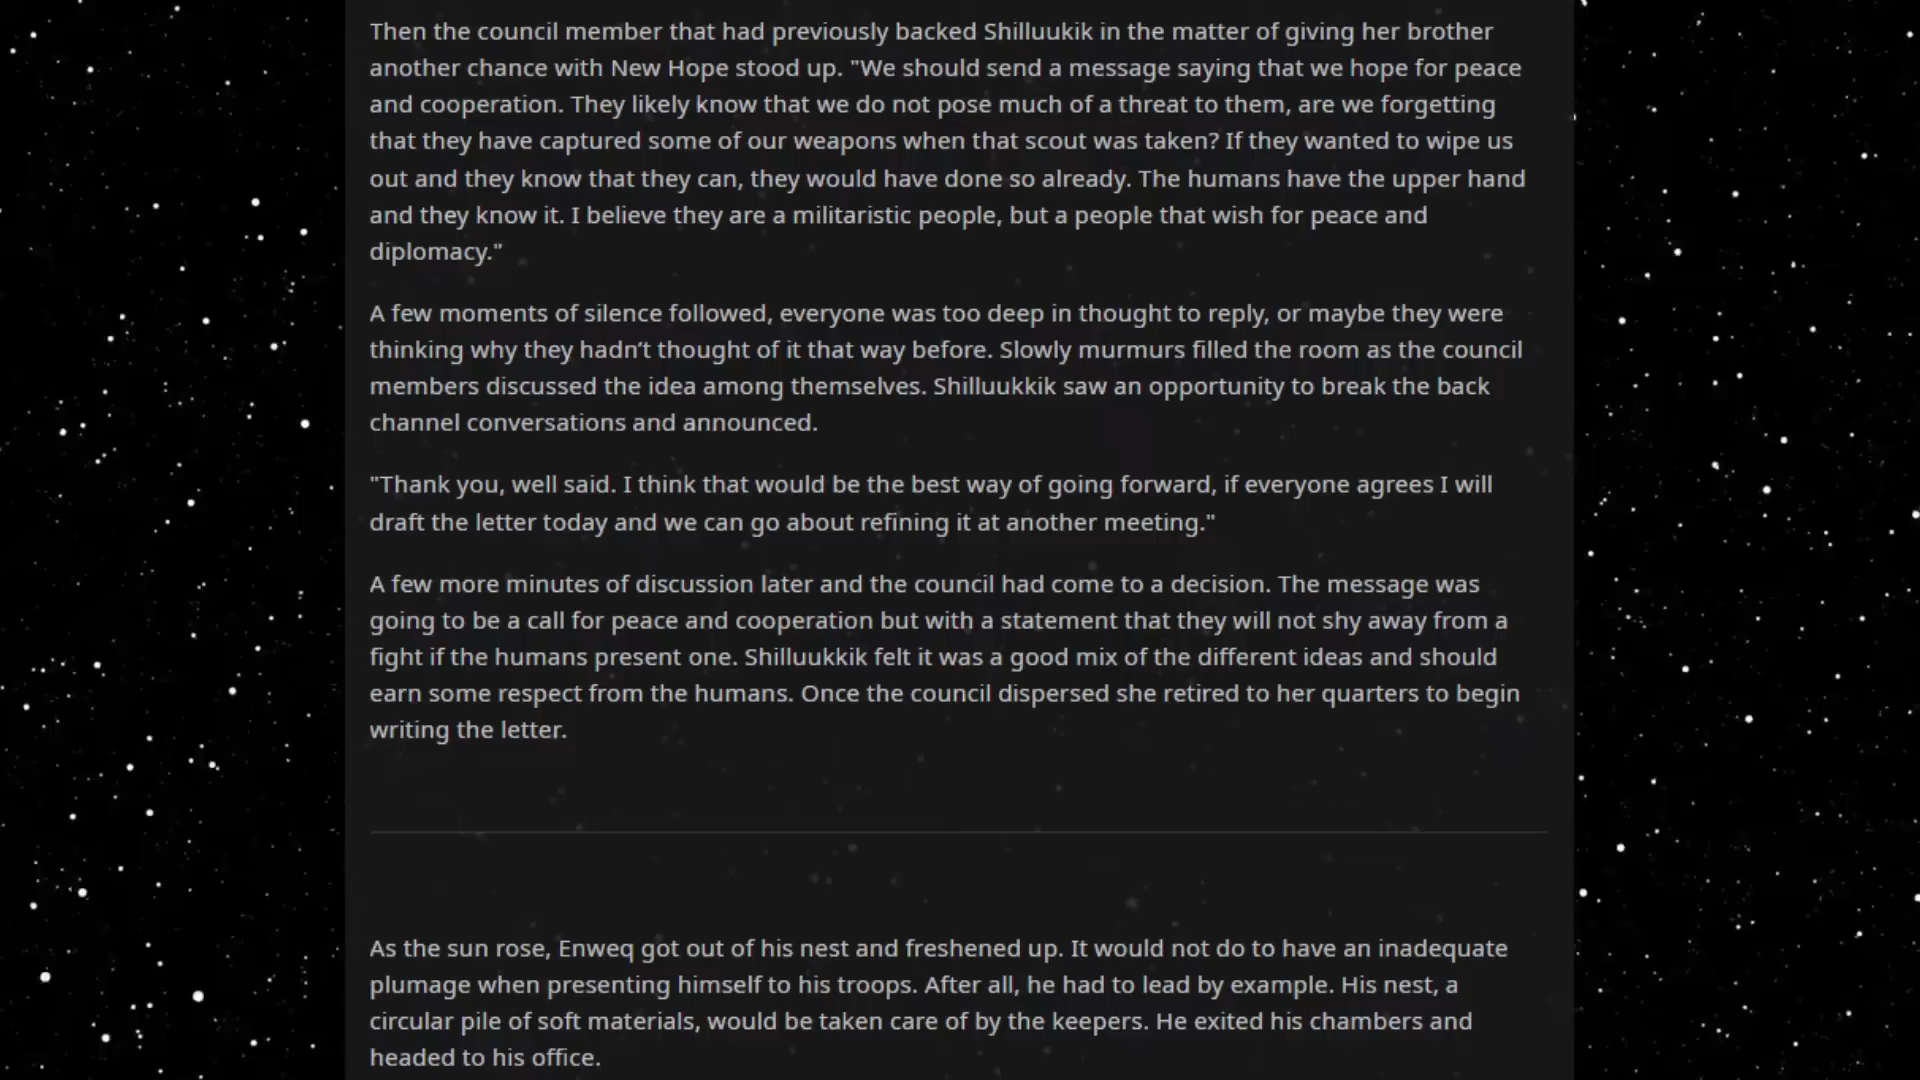 Then the council member that had previously backed Shilluukik in the matter of giving her brother
another chance with New Hope stood up. "We should send a message saying that we hope for peace
and cooperation. They likely know that we do not pose much of a threat to them, are we forgetting
that they have captured some of our weapons when that scout was taken? If they wanted to wipe us
out and they know that they can, they would have done so already. The humans have the upper hand
and they know it. I believe they are a militaristic people, but a people that wish for peace and
diplomacy."
A few moments of silence followed, everyone was too deep in thought to reply, or maybe they were
thinking why they hadn’t thought of it that way before. Slowly murmurs filled the room as the council
members discussed the idea among themselves. Shilluukkik saw an opportunity to break the back
channel conversations and announced.
"Thank you, well said. I think that would be the best way of going forward, if everyone agrees I will
draft the letter today and we can go about refining it at another meeting."
A few more minutes of discussion later and the council had come to a decision. The message was
going to be a call for peace and cooperation but with a statement that they will not shy away from a
fight if the humans present one. Shilluukkik felt it was a good mix of the different ideas and should
earn some respect from the humans. Once the council dispersed she retired to her quarters to begin
writing the letter.
As the sun rose, Enweq got out of his nest and freshened up. It would not do to have an inadequate
plumage when presenting himself to his troops. After all, he had to lead by example. His nest, a
circular pile of soft materials, would be taken care of by the keepers. He exited his chambers and
headed to his office.